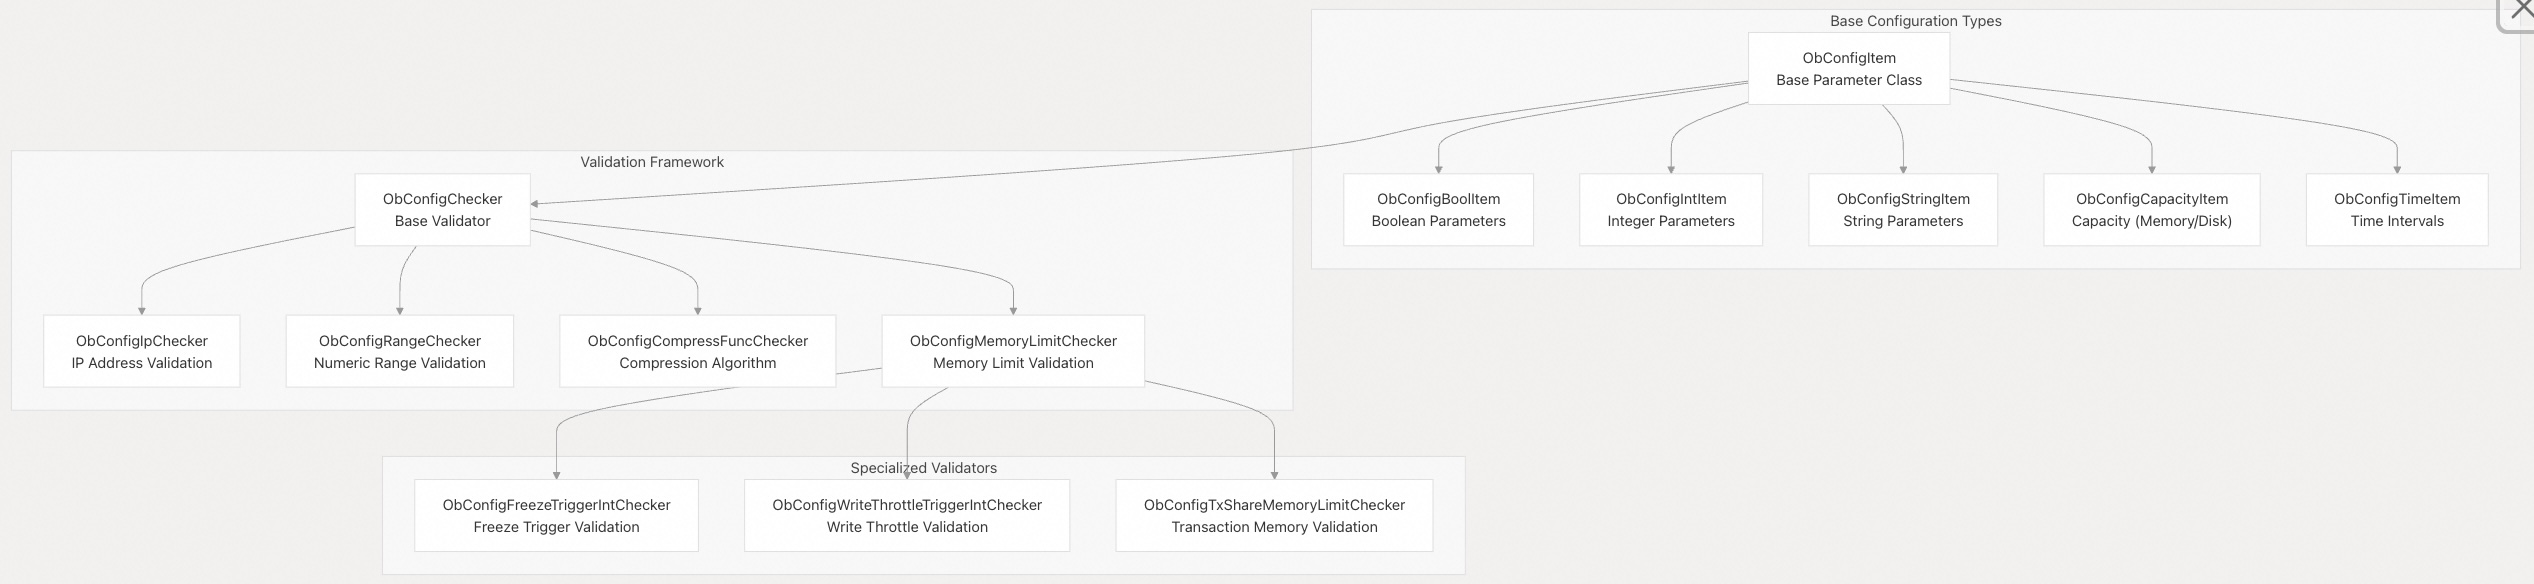 Base Configuration Types
ObConfigItem
Base Parameter Class
Validation Framework
ObConfigChecker
Base Validator
ObConfigBoolItem
Boolean Parameters
ObConfigIntItem
Integer Parameters
ObConfigStringItem
String Parameters
ObConfigCapacityItem
Capacity (Memory/Disk)
ObConfigTimeItem
Time Intervals
ObConfigIpChecker
IP Address Validation
ObConfigRangeChecker
Numeric Range Validation
ObConfigCompressFuncChecker
Compression Algorithm
ObConfigMemoryLimitChecker
Memory Limit Validation
Specialized Validators
ObConfigFreezeTriggerIntChecker
Freeze Trigger Validation
ObConfigWriteThrottleTriggerIntChecker
Write Throttle Validation
ObConfigTxShareMemoryLimitChecker
Transaction Memory Validation